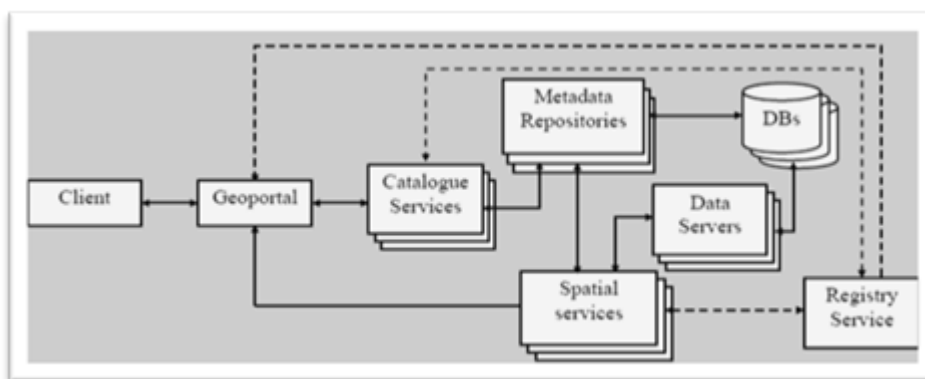 Metadata
Repositories
DBs
Client
Geoportal
Catalogue
Services
Data
Servers
Spatial
services
Registry
Service